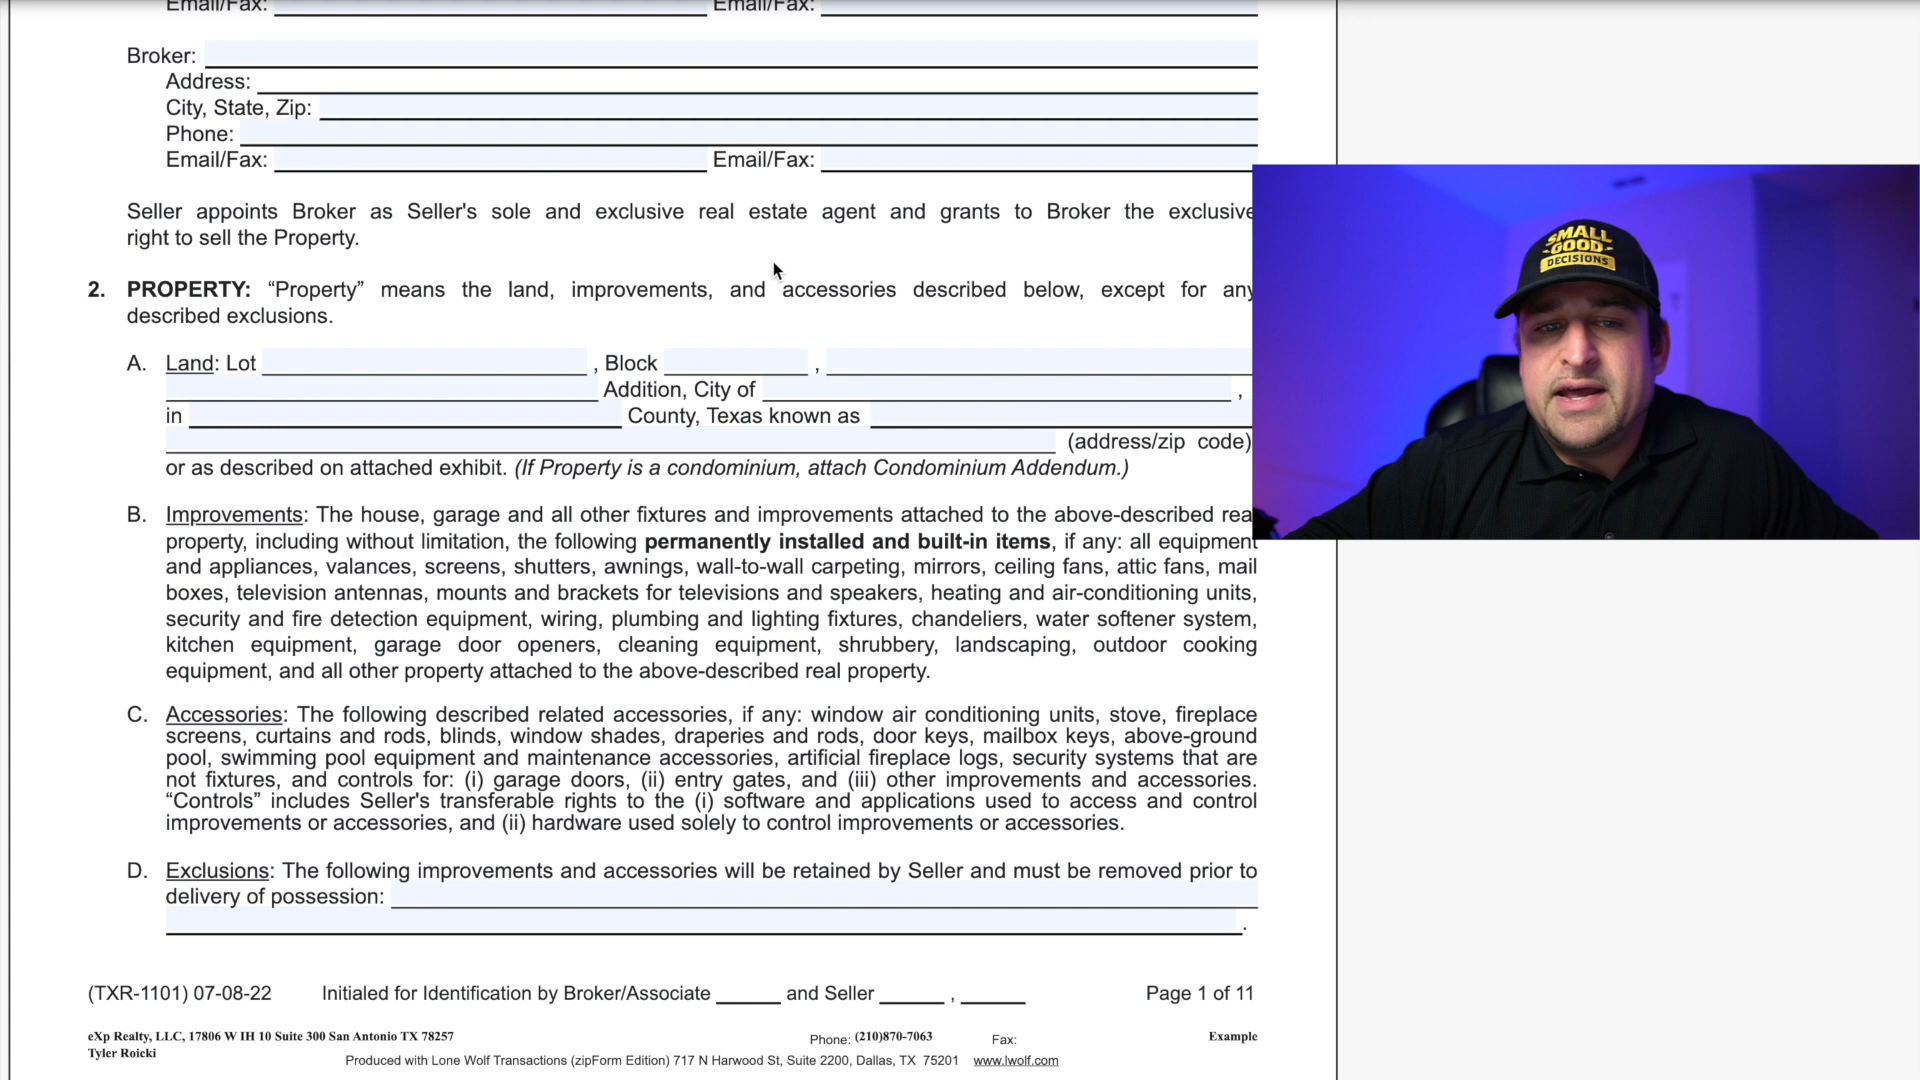 Email/Fax: Email/Fax:
Broker:
Address:
City, State, Zip:
Phone:
Email/Fax: Email/Fax:
Seller appoints Broker as Seller's sole and exclusive real estate agent and grants to Broker the exclusive
right to sell the Property.
2. PROPERTY: “Property” means the land, improvements, and accessories described below, except for any
described exclusions.
A. Land: Lot , Block ,
Addition, City of ,
in County, Texas known as
(address/zip code)
or as described on attached exhibit. (If Property is a condominium, attach Condominium Addendum.)
B. Improvements: The house, garage and all other fixtures and improvements attached to the above-described real
property, including without limitation, the following permanently installed and built-in items, if any: all equipment
and appliances, valances, screens, shutters, awnings, wall-to-wall carpeting, mirrors, ceiling fans, attic fans, mail
boxes, television antennas, mounts and brackets for televisions and speakers, heating and air-conditioning units,
security and fire detection equipment, wiring, plumbing and lighting fixtures, chandeliers, water softener system,
kitchen equipment, garage door openers, cleaning equipment, shrubbery, landscaping, outdoor cooking
equipment, and all other property attached to the above-described real property.
C. Accessories: The following described related accessories, if any: window air conditioning units, stove, fireplace
screens, curtains and rods, blinds, window shades, draperies and rods, door keys, mailbox keys, above-ground
pool, swimming pool equipment and maintenance accessories, artificial fireplace logs, security systems that are
not fixtures, and controls for: (i) garage doors, (ii) entry gates, and (iii) other improvements and accessories.
“Controls” includes Seller's transferable rights to the (i) software and applications used to access and control
improvements or accessories, and (ii) hardware used solely to control improvements or accessories.
D. Exclusions: The following improvements and accessories will be retained by Seller and must be removed prior to
delivery of possession:
.
(TXR-1101) 07-08-22 Initialed for Identification by Broker/Associate and Seller , Page 1 of 11
eXp Realty, LLC, 17806 W IH 10 Suite 300 San Antonio TX 78257 Phone: (210)870-7063 Fax: Example
Tyler Roicki
Produced with Lone Wolf Transactions (zipForm Edition) 717 N Harwood St, Suite 2200, Dallas, TX 75201 www.lwolf.com
SMALL
GOOD
DECISIONS